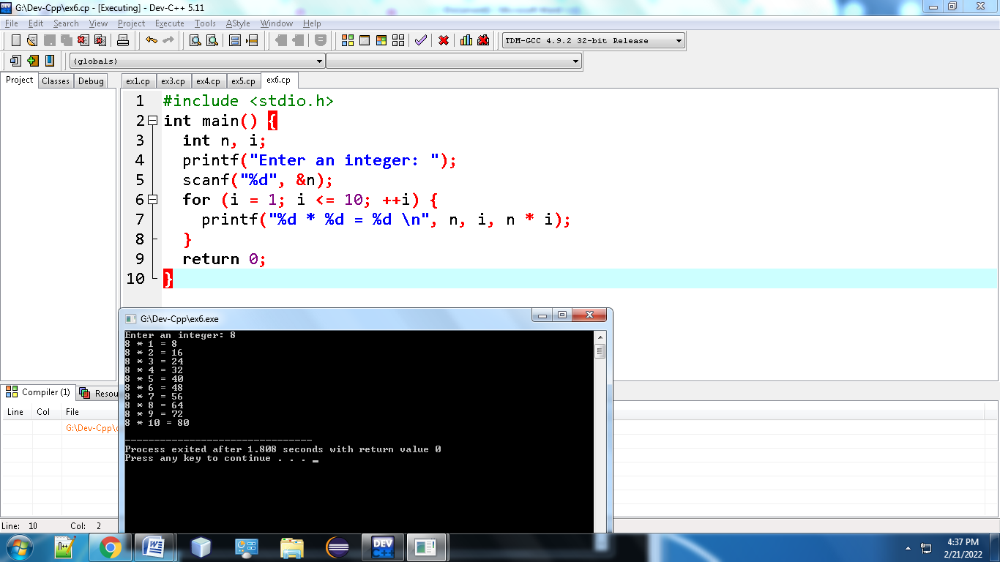 G:\Dev-Cpp\ex6.cp - [Executing] - Dev-C++ 5.11
File Edit Search View Project Execute Tools AStyle Window Help
TDM-GCC 4.9.2 32-bit Release
(globals)
Project Classes Debug
ex1.cp ex3.cp ex4.cp ex5.cp ex6.cp
1 #include <stdio.h>
2 int main() {
3 int n, i;
4 printf("Enter an integer: ");
5 scanf("%d", &n);
6 for (i = 1; i <= 10; ++i) {
7 printf("%d * %d = %d \n", n, i, n * i);
8 }
9 return 0;
10 }
G:\Dev-Cpp\ex6.exe
Enter an integer: 8
8 * 1 = 8
8 * 2 = 16
8 * 3 = 24
8 * 4 = 32
8 * 5 = 40
8 * 6 = 48
8 * 7 = 56
8 * 8 = 64
8 * 9 = 72
8 * 10 = 80
--------------------------------
Process exited after 1.808 seconds with return value 0
Press any key to continue . . .
Compiler (1) Resou
Line Col File
G:\Dev-Cpp\
Line: 10 Col: 2
DEV C++
4:37 PM
2/21/2022